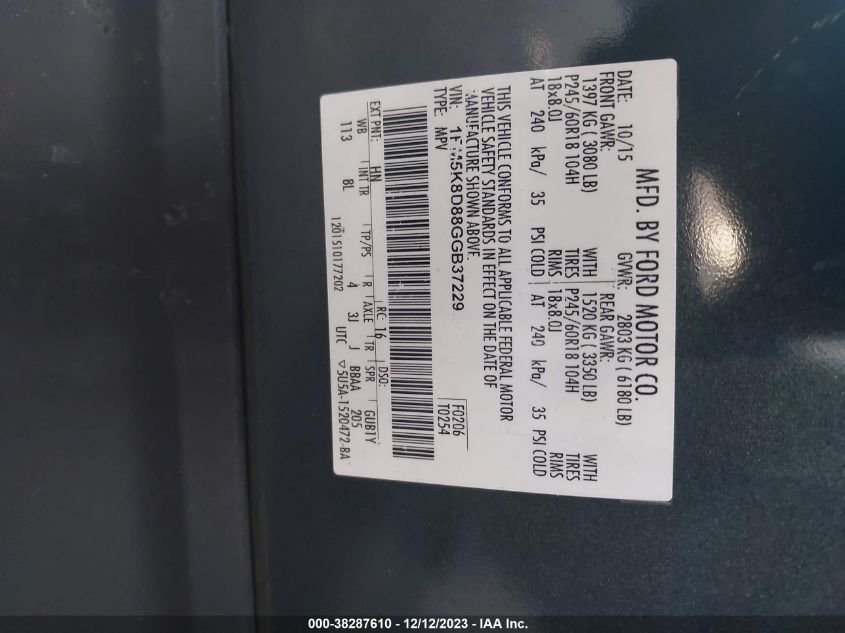 MFD. BY FORD MOTOR CO.
DATE: 10/15 GVWR: 2803 KG ( 6180 LB)
FRONT GAWR: REAR GAWR:
1397 KG ( 3080 LB) WITH 1520 KG ( 3350 LB) WITH
P245/60R18 104H TIRES P245/60R18 104H TIRES
18x8.0J RIMS 18x8.0J RIMS
AT 240 kPa/ 35 PSI COLD AT 240 kPa/ 35 PSI COLD
THIS VEHICLE CONFORMS TO ALL APPLICABLE FEDERAL MOTOR
VEHICLE SAFETY STANDARDS IN EFFECT ON THE DATE OF
MANUFACTURE SHOWN ABOVE.
VIN: 1FM5K8D88GGB37229 F0206
TYPE: MPV T0254
EXT PNT: HN RC: 16 DSO:
WB INT TR TP/PS R AXLE TR SPR GUB1Y
113 8L 4 3J J BBAA 205
1201510177202 UTC ▽5U5A-1520472-BA
000-38287610 - 12/12/2023 - IAA Inc.